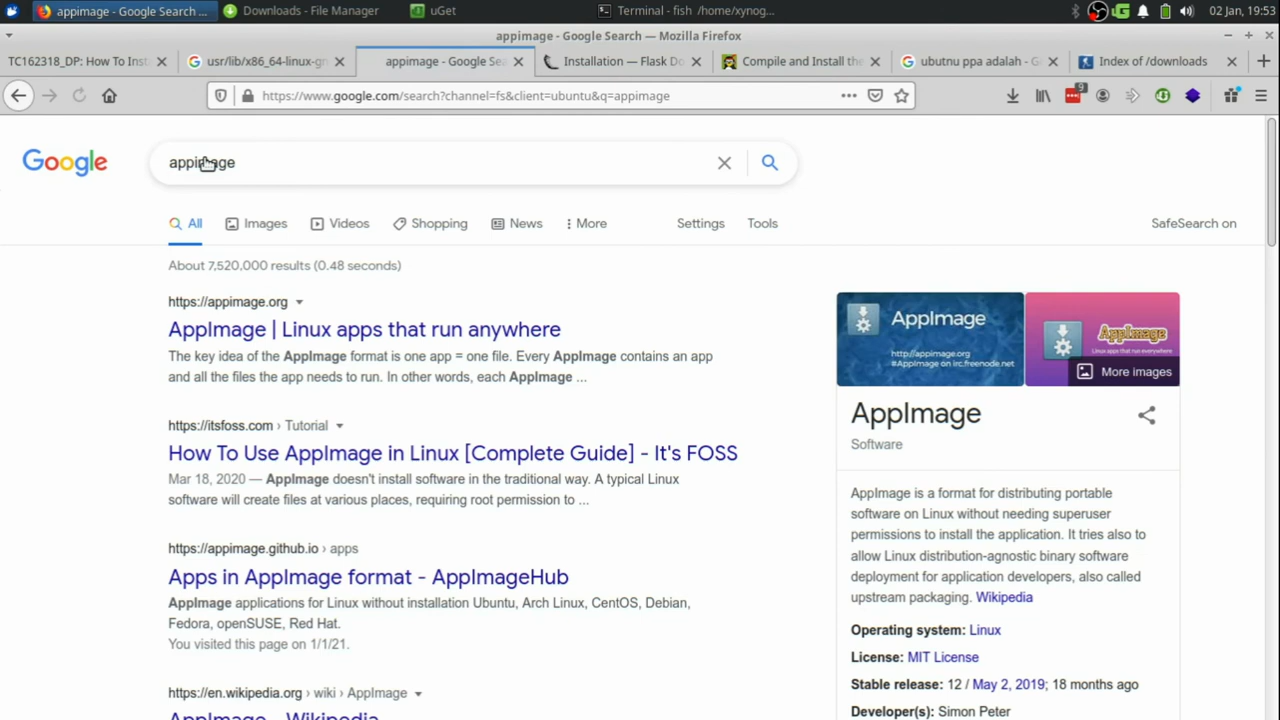 appimage - Google Search ...
Downloads - File Manager
uGet
Terminal - fish /home/xynog...
02 Jan, 19:53
appimage - Google Search — Mozilla Firefox
TC162318_DP: How To Inst
usr/lib/x86_64-linux-gn
appimage - Google Sea
Installation — Flask Do
Compile and Install the
ubutnu ppa adalah - G
Index of /downloads
https://www.google.com/search?channel=fs&client=ubuntu&q=appimage
9
Google
appimage
All
Images
Videos
Shopping
News
More
Settings
Tools
SafeSearch on
About 7,520,000 results (0.48 seconds)
https://appimage.org
AppImage | Linux apps that run anywhere
The key idea of the AppImage format is one app = one file. Every AppImage contains an app
and all the files the app needs to run. In other words, each AppImage ...
https://itsfoss.com › Tutorial
How To Use AppImage in Linux [Complete Guide] - It's FOSS
Mar 18, 2020 — AppImage doesn't install software in the traditional way. A typical Linux
software will create files at various places, requiring root permission to ...
https://appimage.github.io › apps
Apps in AppImage format - AppImageHub
AppImage applications for Linux without installation Ubuntu, Arch Linux, CentOS, Debian,
Fedora, openSUSE, Red Hat.
You visited this page on 1/1/21.
https://en.wikipedia.org › wiki › AppImage
AppImage - Wikipedia
AppImage
http://appimage.org
#AppImage on irc.freenode.net
AppImage
Linux apps that run everywhere
More images
AppImage
Software
AppImage is a format for distributing portable
software on Linux without needing superuser
permissions to install the application. It tries also to
allow Linux distribution-agnostic binary software
deployment for application developers, also called
upstream packaging. Wikipedia
Operating system: Linux
License: MIT License
Stable release: 12 / May 2, 2019; 18 months ago
Developer(s): Simon Peter